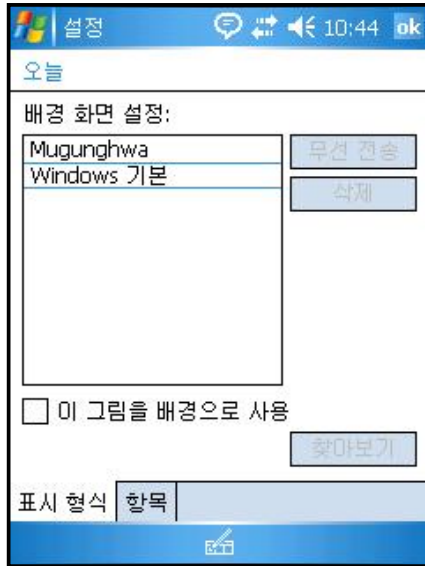 설정 10:44 ok
오늘
배경 화면 설정:
Mugunghwa
Windows 기본
무선 전송
삭제
이 그림을 배경으로 사용
찾아보기
표시 형식 항목